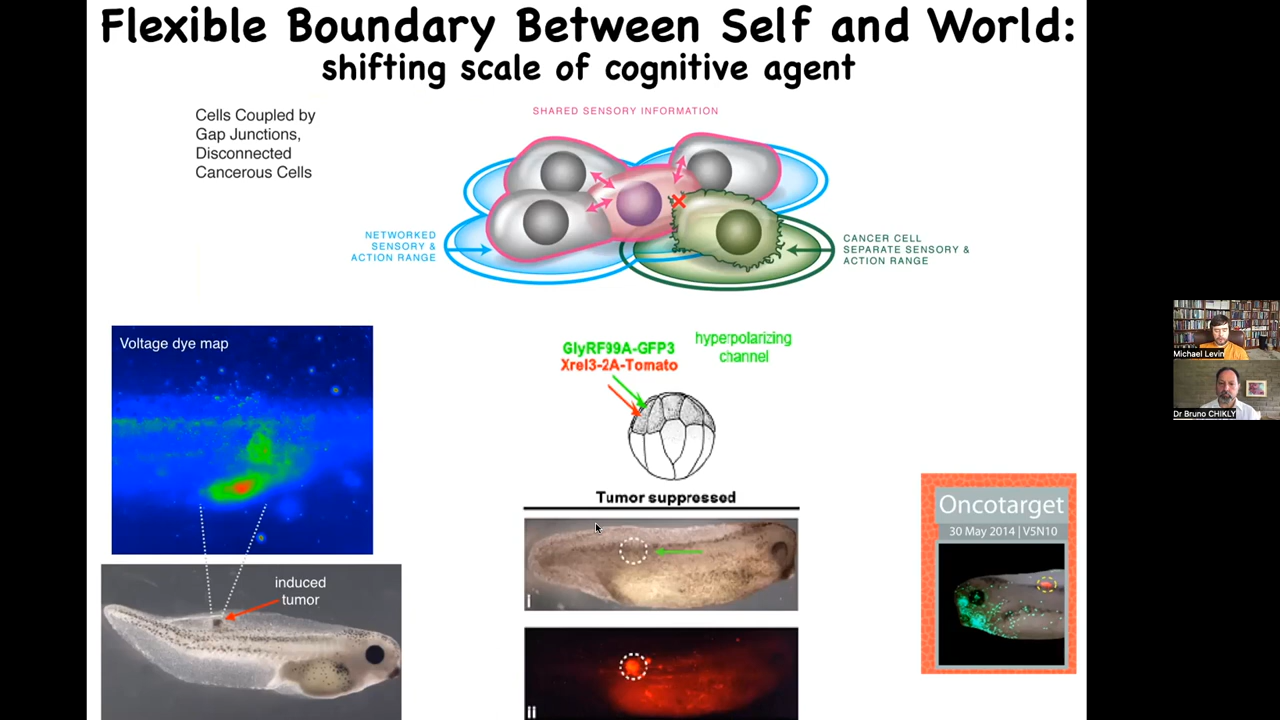 Flexible Boundary Between Self and World:
shifting scale of cognitive agent
Cells Coupled by
Gap Junctions,
Disconnected
Cancerous Cells
SHARED SENSORY INFORMATION
NETWORKED
SENSORY &
ACTION RANGE
CANCER CELL
SEPARATE SENSORY &
ACTION RANGE
Voltage dye map
induced
tumor
GlyRF99A-GFP3
Xrel3-2A-Tomato
hyperpolarizing
channel
Tumor suppressed
i
ii
Oncotarget
30 May 2014 | V5N10
Michael Levin
Dr Bruno CHIKLY